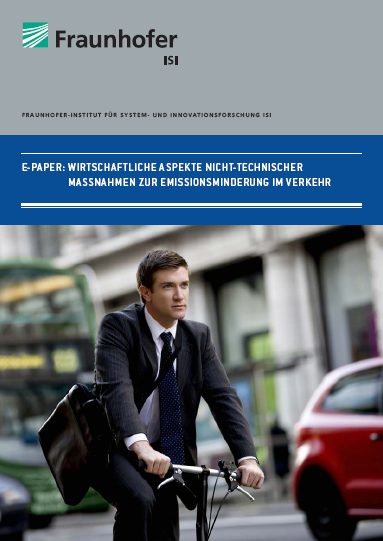 Fraunhofer
ISI
FRAUNHOFER-INSTITUT FÜR SYSTEM- UND INNOVATIONSFORSCHUNG ISI
E-PAPER: WIRTSCHAFTLICHE ASPEKTE NICHT-TECHNISCHER
MASSNAHMEN ZUR EMISSIONSMINDERUNG IM VERKEHR